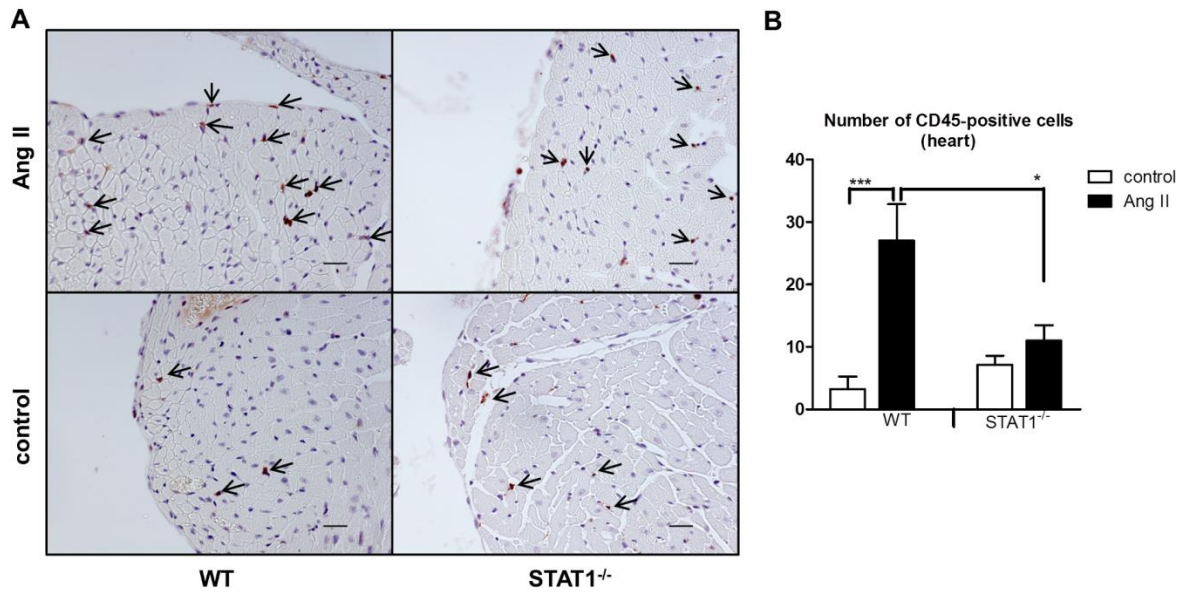 A
Ang II
control
WT
STAT1-/-
B
Number of CD45-positive cells
(heart)
40
30
20
10
0
***
*
control
Ang II
WT
STAT1-/-